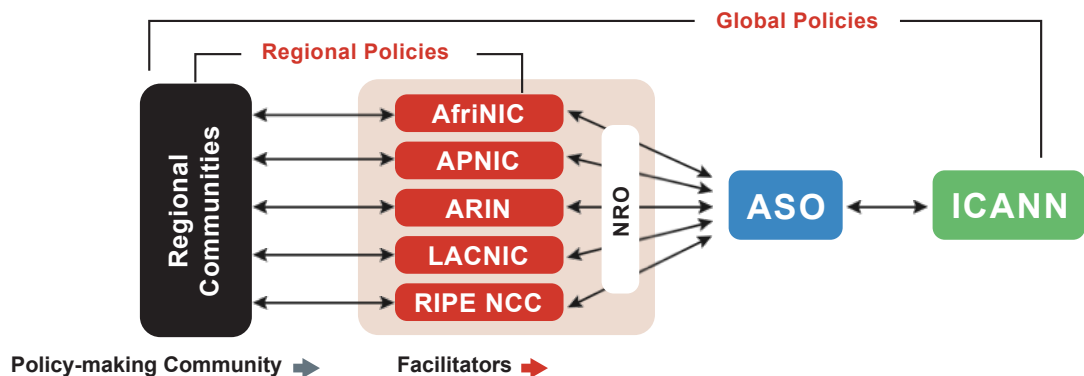 Global Policies
Regional Policies
Regional
Communities
AfriNIC
APNIC
ARIN
LACNIC
RIPE NCC
NRO
ASO
ICANN
Policy-making Community
Facilitators